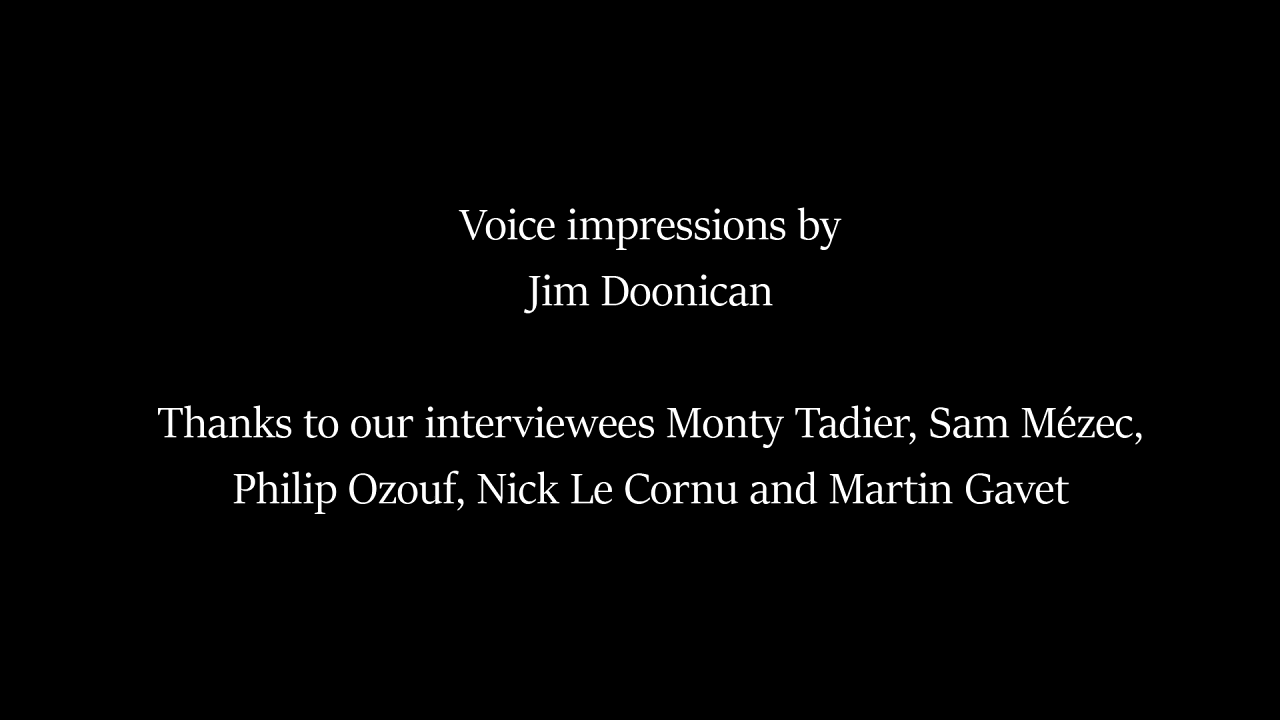 Voice impressions by
Jim Doonican
Thanks to our interviewees Monty Tadier, Sam Mézec,
Philip Ozouf, Nick Le Cornu and Martin Gavet